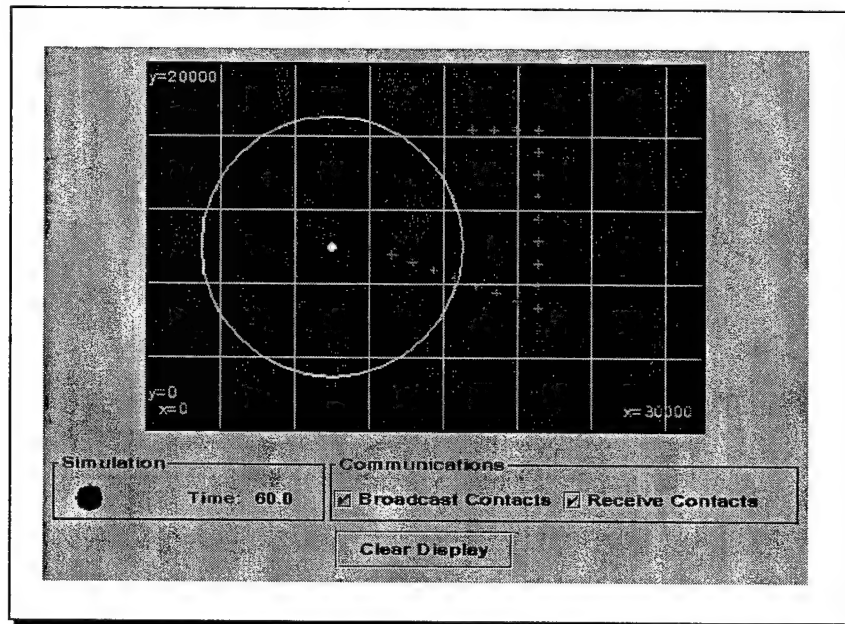 y=20000
y=0
x=0
x=30000
Simulation
Communications
Time: 60.0
Broadcast Contacts
Receive Contacts
Clear Display